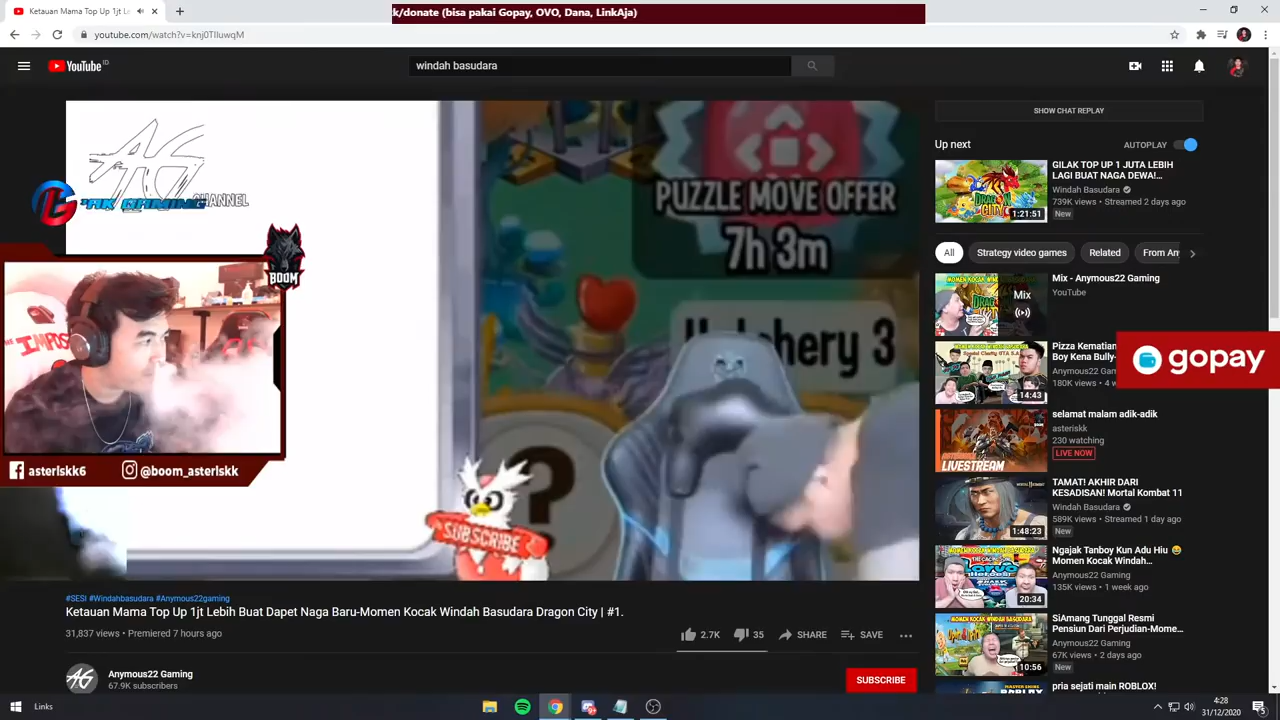 Ketauan Mama Top Up 1jt Le
k/donate (bisa pakai Gopay, OVO, Dana, LinkAja)
youtube.com/watch?v=knj0TIluwqM
YouTube ID
windah basudara
SHOW CHAT REPLAY
Up next
AUTOPLAY
GILAK TOP UP 1 JUTA LEBIH
LAGI BUAT NAGA DEWA!...
Windah Basudara
739K views • Streamed 2 days ago
New
1:21:51
All
Strategy video games
Related
From An
Mix - Anymous22 Gaming
YouTube
Mix
Pizza Kematian
Boy Kena Bully-
Anymous22 Gam
180K views • 4 w
14:43
gopay
selamat malam adik-adik
asteriskk
230 watching
LIVE NOW
LIVESTREAM
TAMAT! AKHIR DARI
KESADISAN! Mortal Kombat 11
Windah Basudara
589K views • Streamed 1 day ago
New
1:48:23
Ngajak Tanboy Kun Adu Hiu 😅
Momen Kocak Windah...
Anymous22 Gaming
135K views • 1 week ago
20:34
SiAmang Tunggal Resmi
Pensiun Dari Perjudian-Mome...
Anymous22 Gaming
67K views • 2 days ago
New
10:56
pria sejati main ROBLOX!
CHANNEL
BOOM
asteriskk6
@boom_asteriskk
PUZZLE MOVE OFFER
7h 3m
Hatchery 3
?
SUBSCRIBE
#SESI #Windahbasudara #Anymous22gaming
Ketauan Mama Top Up 1jt Lebih Buat Dapet Naga Baru-Momen Kocak Windah Basudara Dragon City | #1.
31,837 views • Premiered 7 hours ago
2.7K
35
SHARE
SAVE
Anymous22 Gaming
67.9K subscribers
SUBSCRIBE
Links
4:28
31/12/2020